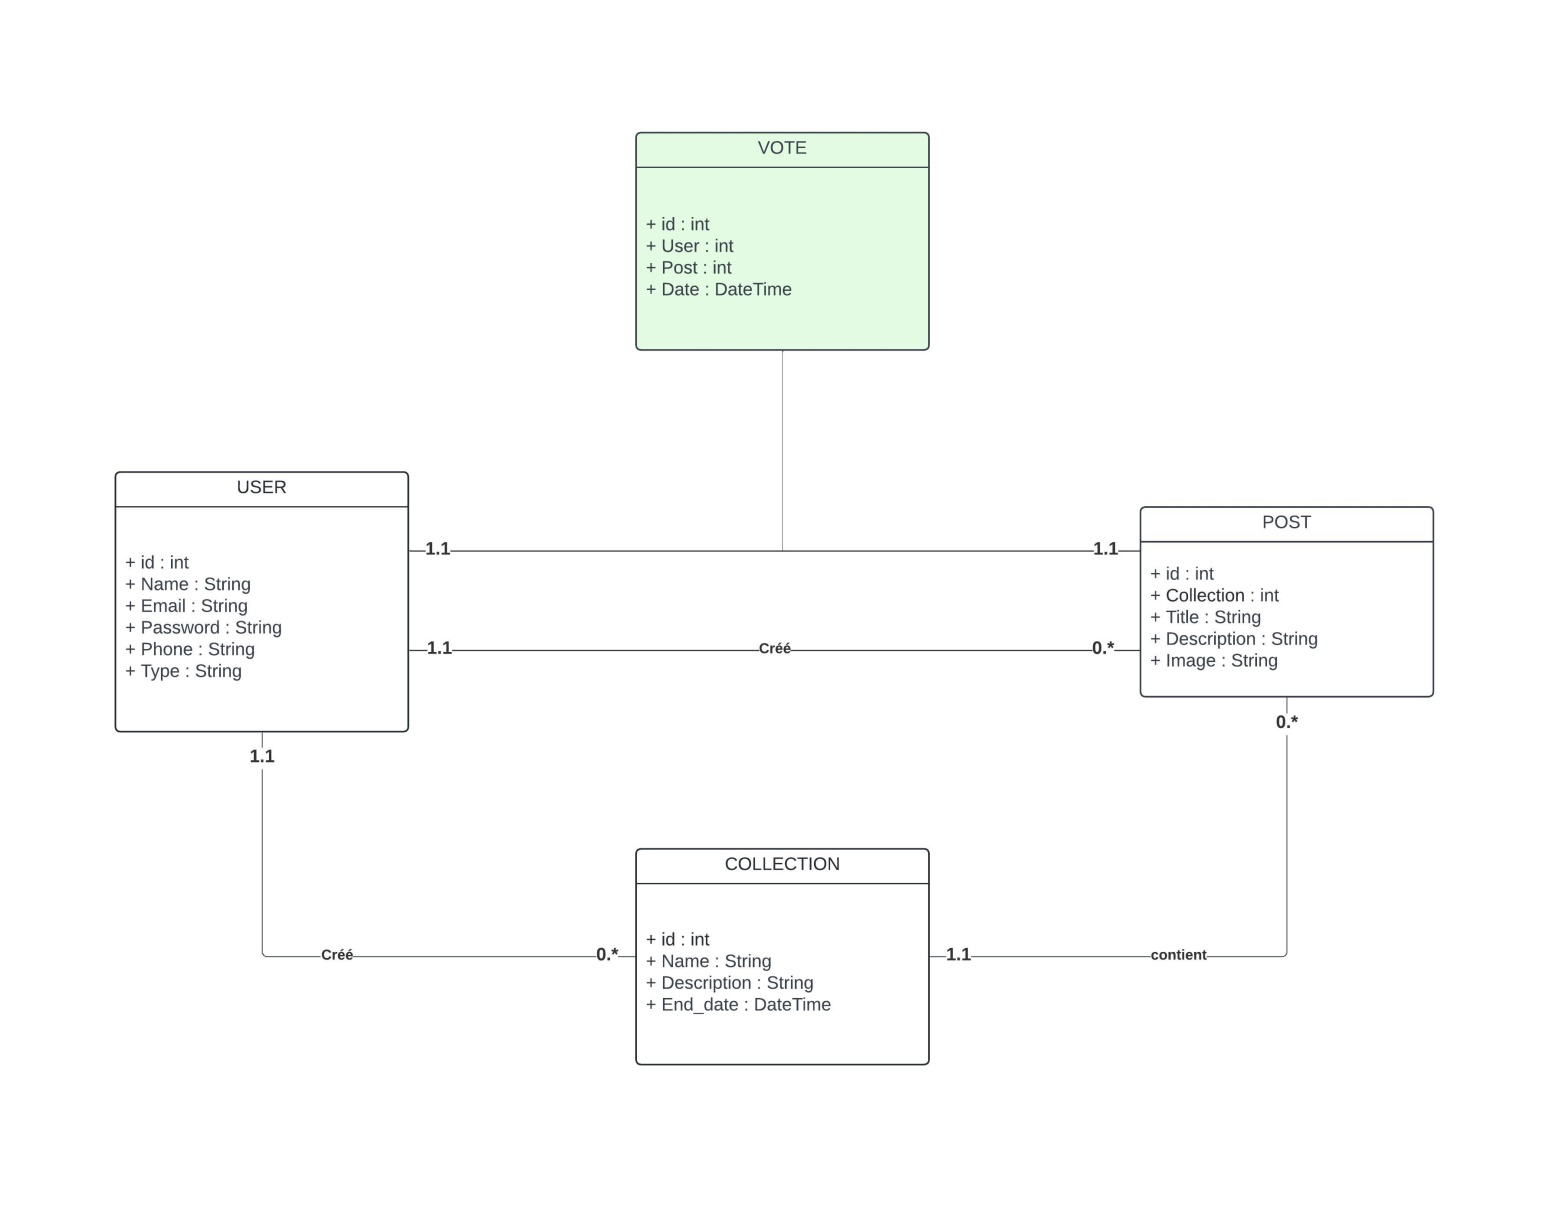 VOTE
+ id : int
+ User : int
+ Post : int
+ Date : DateTime
USER
+ id : int
+ Name : String
+ Email : String
+ Password : String
+ Phone : String
+ Type : String
1.1
1.1
1.1
Créé
0.*
POST
+ id : int
+ Collection : int
+ Title : String
+ Description : String
+ Image : String
1.1
0.*
COLLECTION
+ id : int
+ Name : String
+ Description : String
+ End_date : DateTime
Créé
0.*
1.1
contient